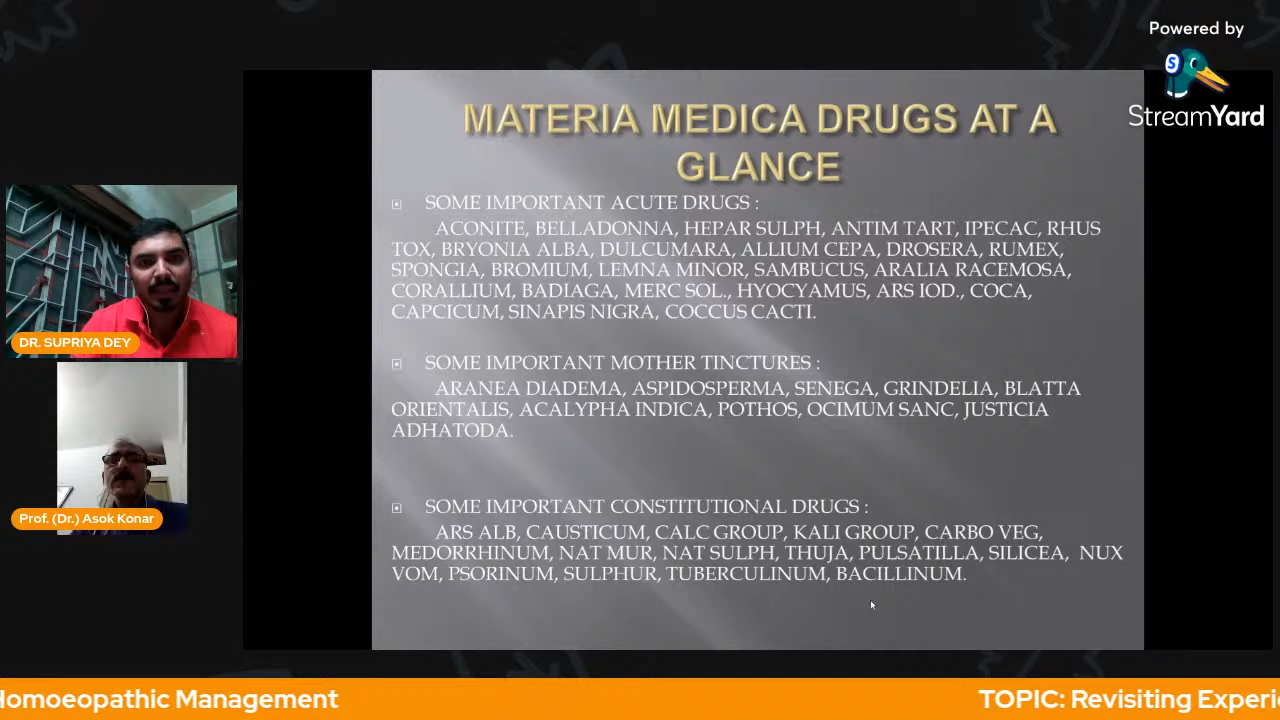 Powered by
StreamYard
MATERIA MEDICA DRUGS AT A
GLANCE
SOME IMPORTANT ACUTE DRUGS :
ACONITE, BELLADONNA, HEPAR SULPH, ANTIM TART, IPECAC, RHUS
TOX, BRYONIA ALBA, DULCUMARA, ALLIUM CEPA, DROSERA, RUMEX,
SPONGIA, BROMIUM, LEMNA MINOR, SAMBUCUS, ARALIA RACEMOSA,
CORALLIUM, BADIAGA, MERC SOL., HYOCYAMUS, ARS IOD., COCA,
CAPCICUM, SINAPIS NIGRA, COCCUS CACTI.
SOME IMPORTANT MOTHER TINCTURES :
ARANEA DIADEMA, ASPIDOSPERMA, SENEGA, GRINDELIA, BLATTA
ORIENTALIS, ACALYPHA INDICA, POTHOS, OCIMUM SANC, JUSTICIA
ADHATODA.
SOME IMPORTANT CONSTITUTIONAL DRUGS :
ARS ALB, CAUSTICUM, CALC GROUP, KALI GROUP, CARBO VEG,
MEDORRHINUM, NAT MUR, NAT SULPH, THUJA, PULSATILLA, SILICEA, NUX
VOM, PSORINUM, SULPHUR, TUBERCULINUM, BACILLINUM.
DR. SUPRIYA DEY
Prof. (Dr.) Asok Konar
Homoeopathic Management
TOPIC: Revisiting Experi